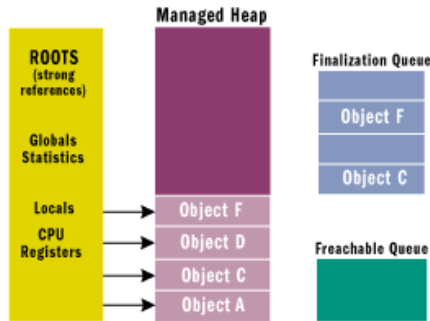 Managed Heap
ROOTS
(strong
references)
Globals
Statistics
Locals
CPU
Registers
Object F
Object D
Object C
Object A
Finalization Queue
Object F
Object C
Freachable Queue